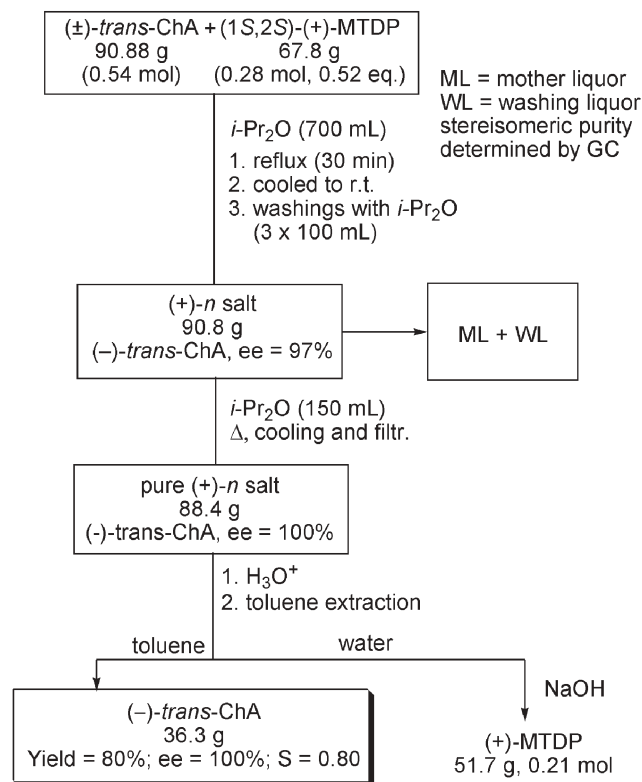 (±)-trans-ChA + (1S,2S)-(+)-MTDP
90.88 g 67.8 g
(0.54 mol) (0.28 mol, 0.52 eq.)
ML = mother liquor
WL = washing liquor
stereisomeric purity
determined by GC
i-Pr₂O (700 mL)
1. reflux (30 min)
2. cooled to r.t.
3. washings with i-Pr₂O
(3 x 100 mL)
(+)-n salt
90.8 g
(–)-trans-ChA, ee = 97%
ML + WL
i-Pr₂O (150 mL)
Δ, cooling and filtr.
pure (+)-n salt
88.4 g
(-)-trans-ChA, ee = 100%
1. H₃O⁺
2. toluene extraction
toluene water
NaOH
(–)-trans-ChA
36.3 g
Yield = 80%; ee = 100%; S = 0.80
(+)-MTDP
51.7 g, 0.21 mol